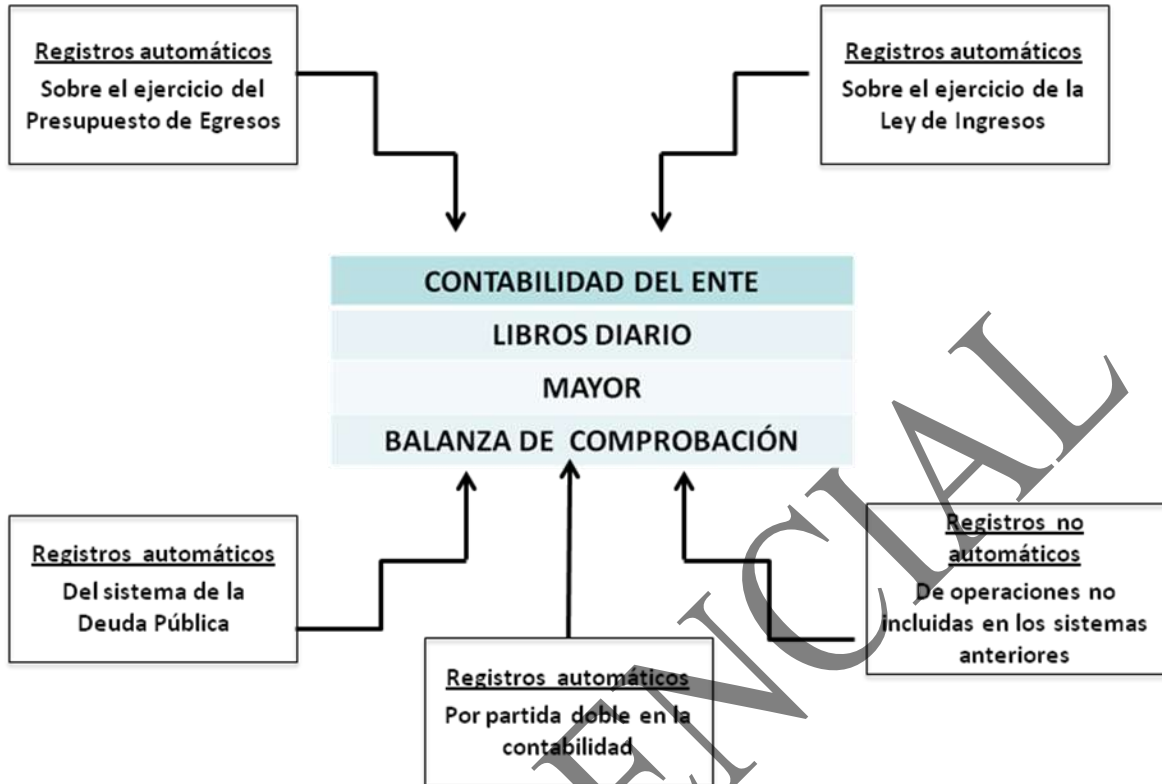 Registros automáticos
Sobre el ejercicio del
Presupuesto de Egresos
Registros automáticos
Sobre el ejercicio de la
Ley de Ingresos
CONTABILIDAD DEL ENTE
LIBROS DIARIO
MAYOR
BALANZA DE COMPROBACIÓN
Registros automáticos
Del sistema de la
Deuda Pública
Registros automáticos
Por partida doble en la
contabilidad
Registros no
automáticos
De operaciones no
incluidas en los sistemas
anteriores
ENCIAL